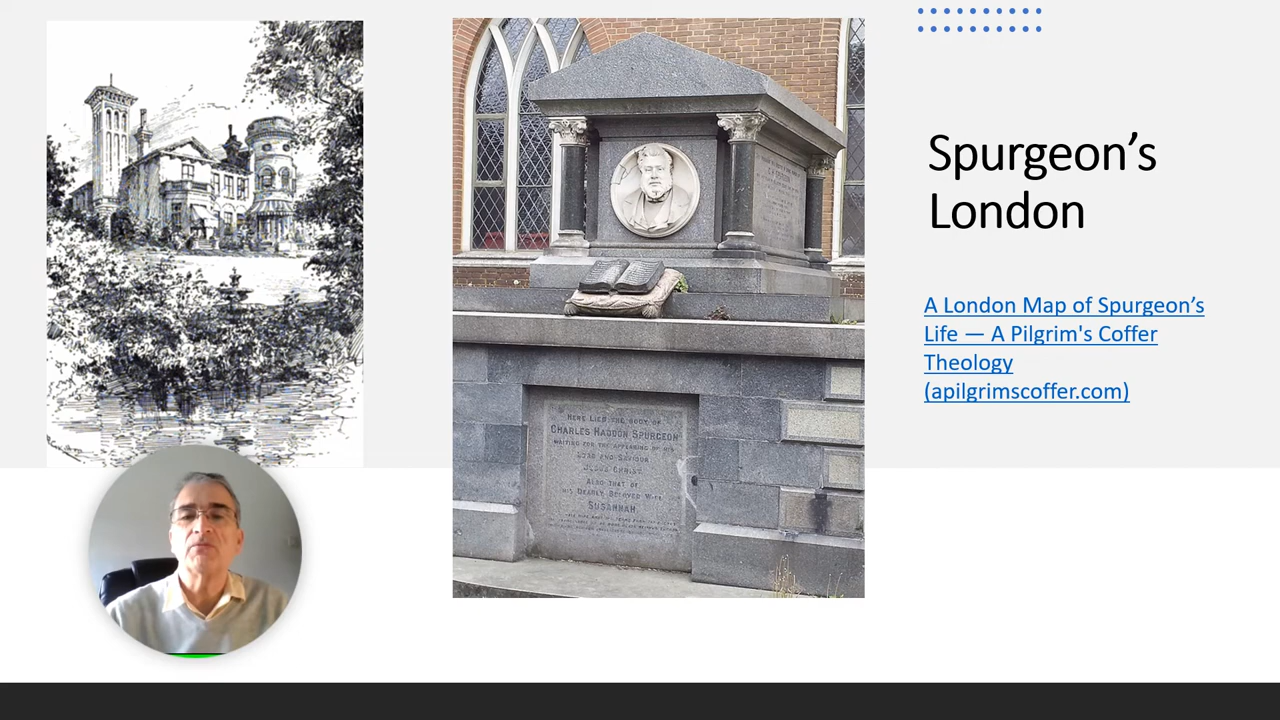 Spurgeon’s
London
A London Map of Spurgeon’s
Life — A Pilgrim's Coffer
Theology
(apilgrimscoffer.com)
HERE LIES THE BODY OF
CHARLES HADDON SPURGEON
WAITING FOR THE APPEARING OF HIS
LORD AND SAVIOUR
JESUS CHRIST
ALSO THAT OF
HIS DEARLY BELOVED WIFE
SUSANNAH